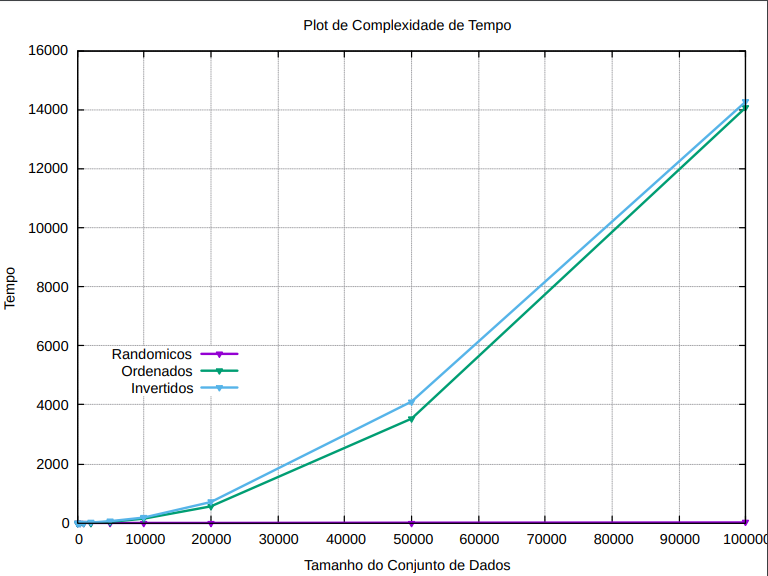 Plot de Complexidade de Tempo
16000
14000
12000
10000
8000
6000
4000
2000
0
Tempo
Randomicos
Ordenados
Invertidos
0 10000 20000 30000 40000 50000 60000 70000 80000 90000 100000
Tamanho do Conjunto de Dados